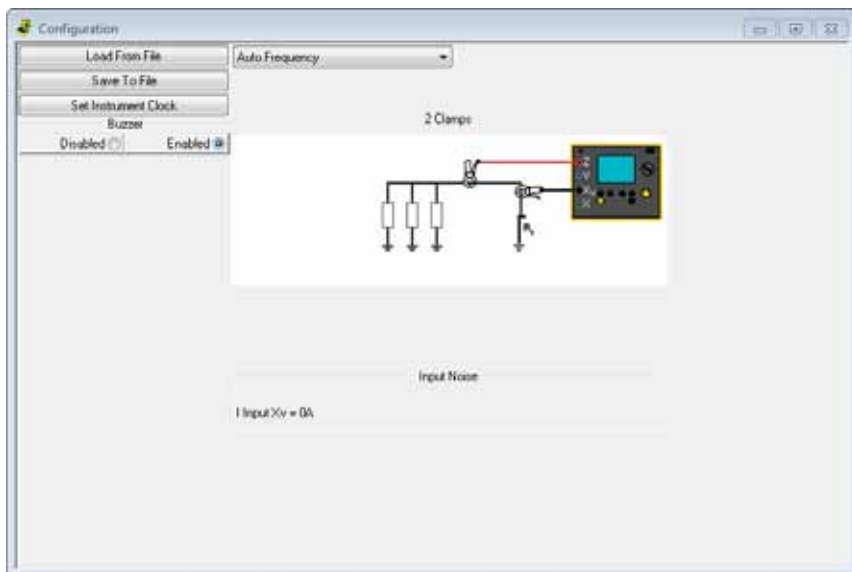 Configuration
Load From File
Auto Frequency
Save To File
Set Instrument Clock
Buzzer
Disabled
Enabled
2 Clamps
Input Noise
I Input Xv = 0A